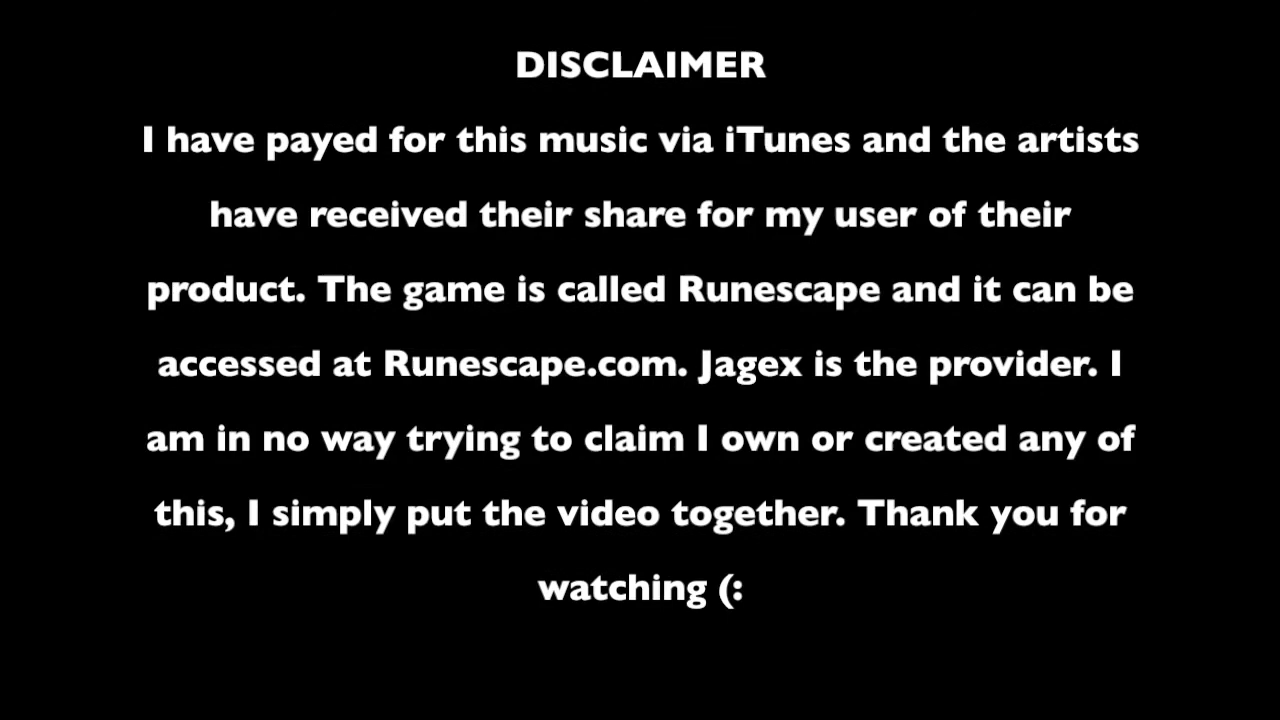 DISCLAIMER
I have payed for this music via iTunes and the artists
have received their share for my user of their
product. The game is called Runescape and it can be
accessed at Runescape.com. Jagex is the provider. I
am in no way trying to claim I own or created any of
this, I simply put the video together. Thank you for
watching (: